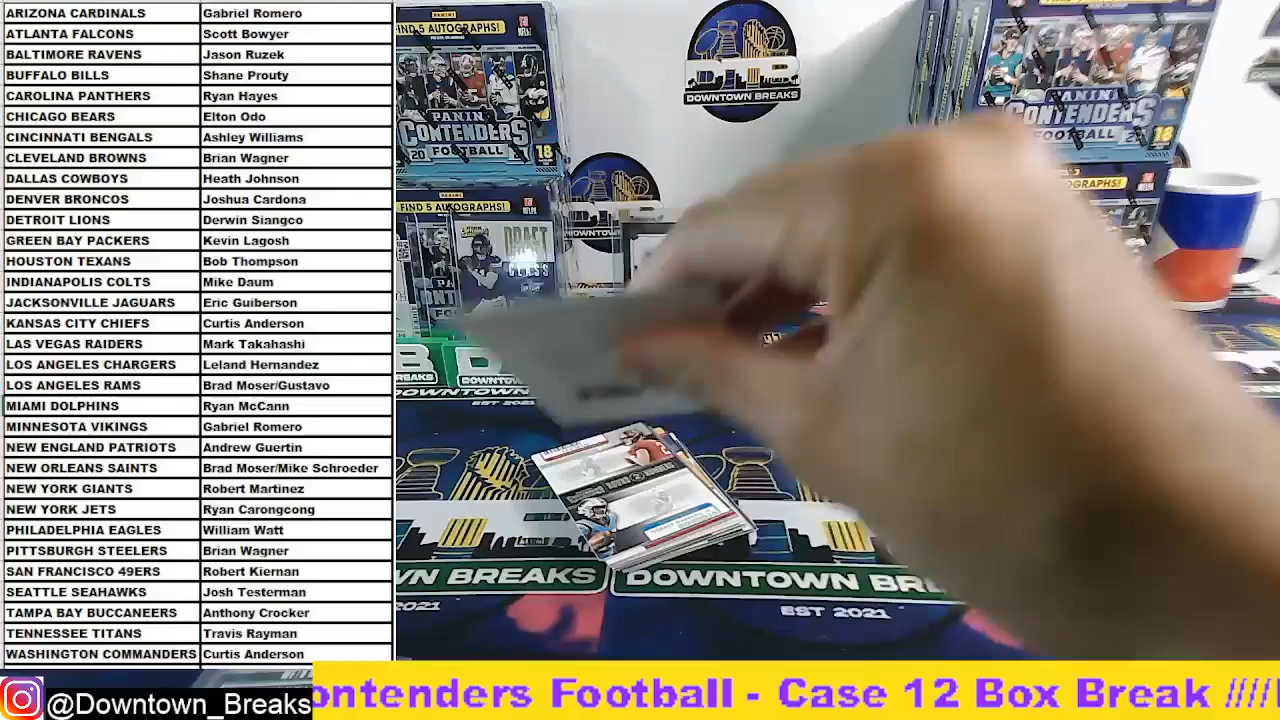 ARIZONA CARDINALS Gabriel Romero
ATLANTA FALCONS Scott Bowyer
BALTIMORE RAVENS Jason Ruzek
BUFFALO BILLS Shane Prouty
CAROLINA PANTHERS Ryan Hayes
CHICAGO BEARS Elton Odo
CINCINNATI BENGALS Ashley Williams
CLEVELAND BROWNS Brian Wagner
DALLAS COWBOYS Heath Johnson
DENVER BRONCOS Joshua Cardona
DETROIT LIONS Derwin Siangco
GREEN BAY PACKERS Kevin Lagosh
HOUSTON TEXANS Bob Thompson
INDIANAPOLIS COLTS Mike Daum
JACKSONVILLE JAGUARS Eric Guiberson
KANSAS CITY CHIEFS Curtis Anderson
LAS VEGAS RAIDERS Mark Takahashi
LOS ANGELES CHARGERS Leland Hernandez
LOS ANGELES RAMS Brad Moser/Gustavo
MIAMI DOLPHINS Ryan McCann
MINNESOTA VIKINGS Gabriel Romero
NEW ENGLAND PATRIOTS Andrew Guertin
NEW ORLEANS SAINTS Brad Moser/Mike Schroeder
NEW YORK GIANTS Robert Martinez
NEW YORK JETS Ryan Carongcong
PHILADELPHIA EAGLES William Watt
PITTSBURGH STEELERS Brian Wagner
SAN FRANCISCO 49ERS Robert Kiernan
SEATTLE SEAHAWKS Josh Testerman
TAMPA BAY BUCCANEERS Anthony Crocker
TENNESSEE TITANS Travis Rayman
WASHINGTON COMMANDERS Curtis Anderson
@Downtown_Breaks
ontenders Football - Case 12 Box Break ////
FIND 5 AUTOGRAPHS!
PANINI
CONTENDERS
FOOTBALL
18
FIND 5 AUTOGRAPHS!
DRAFT
CLASS
DTB
DOWNTOWN BREAKS
CONTENDERS
FOOTBALL
18
AUTOGRAPHS!
WN BREAKS
DOWNTOWN BRE
EST 2021